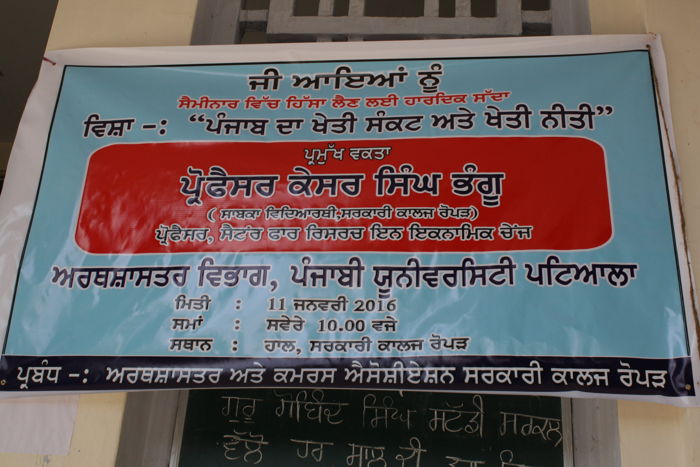 ਜੀ ਆਇਆਂ ਨੂੰ
ਸੈਮੀਨਾਰ ਵਿੱਚ ਹਿੱਸਾ ਲੈਣ ਲਈ ਹਾਰਦਿਕ ਸੱਦਾ
ਵਿਸ਼ਾ –: “ਪੰਜਾਬ ਦਾ ਖੇਤੀ ਸੰਕਟ ਅਤੇ ਖੇਤੀ ਨੀਤੀ”
ਪ੍ਰਮੁੱਖ ਵਕਤਾ
ਪ੍ਰੋਫੈਸਰ ਕੇਸਰ ਸਿੰਘ ਭੰਗੂ
( ਸਾਬਕਾ ਵਿਦਿਆਰਥੀ,ਸਰਕਾਰੀ ਕਾਲਜ ਰੋਪੜ)
ਪ੍ਰੋਫੈਸਰ, ਸੈਟਂਰ ਫਾਰ ਰਿਸਰਚ ਇਨ ਇਕਨਾਮਿਕ ਚੇਂਜ
ਅਰਥਸ਼ਾਸਤਰ ਵਿਭਾਗ, ਪੰਜਾਬੀ ਯੂਨੀਵਰਸਿਟੀ ਪਟਿਆਲਾ
ਮਿਤੀ : 11 ਜਨਵਰੀ 2016
ਸਮਾਂ : ਸਵੇਰੇ 10.00 ਵਜੇ
ਸਥਾਨ : ਹਾਲ, ਸਰਕਾਰੀ ਕਾਲਜ ਰੋਪੜ
ਪ੍ਰਬੰਧ –: ਅਰਥਸ਼ਾਸਤਰ ਅਤੇ ਕਮਰਸ ਐਸੋਸ਼ੀਏਸ਼ਨ ਸਰਕਾਰੀ ਕਾਲਜ ਰੋਪੜ
ਗੁਰੂ ਗੋਬਿੰਦ ਸਿੰਘ ਸਟੱਡੀ ਸਰਕਲ
ਵੱਲੋ ਹਰ ਸਾਲ ਦੀ